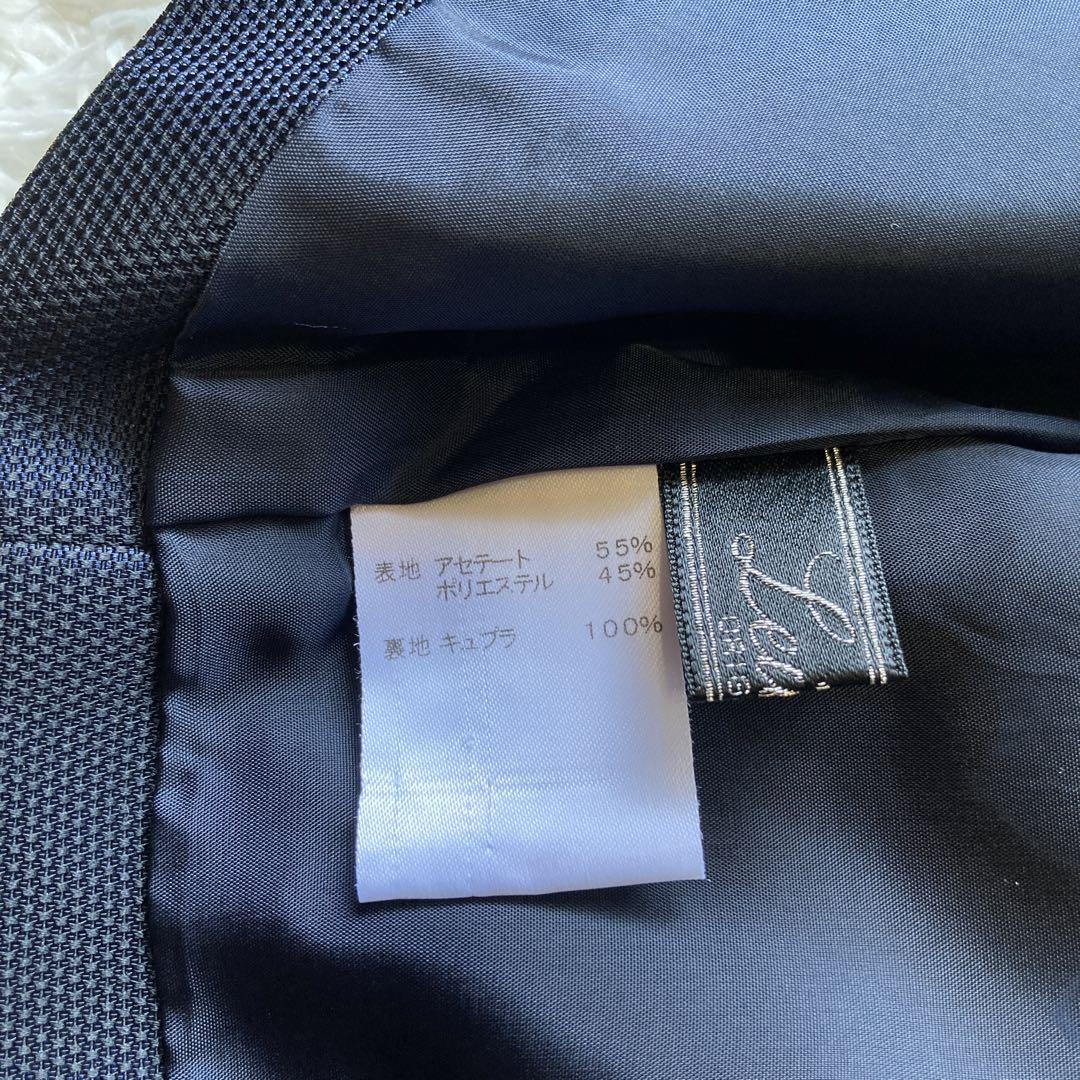 表地 アセテート 55%
ポリエステル 45%
裏地 キュプラ 100%